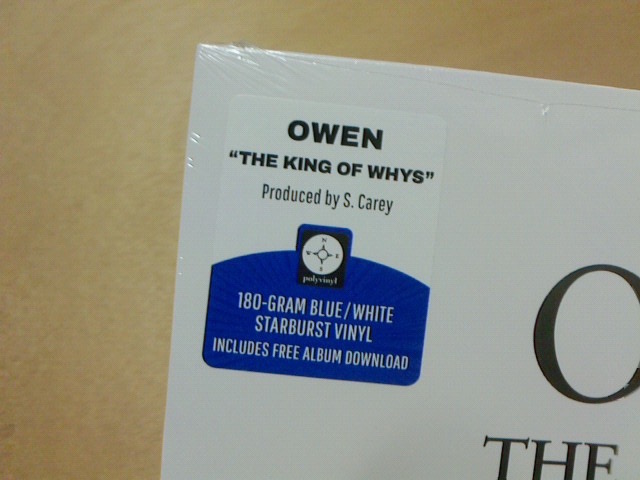 OWEN
"THE KING OF WHYS"
Produced by S. Carey
N
W E
S
polyvinyl
180-GRAM BLUE/WHITE
STARBURST VINYL
INCLUDES FREE ALBUM DOWNLOAD
O
THE